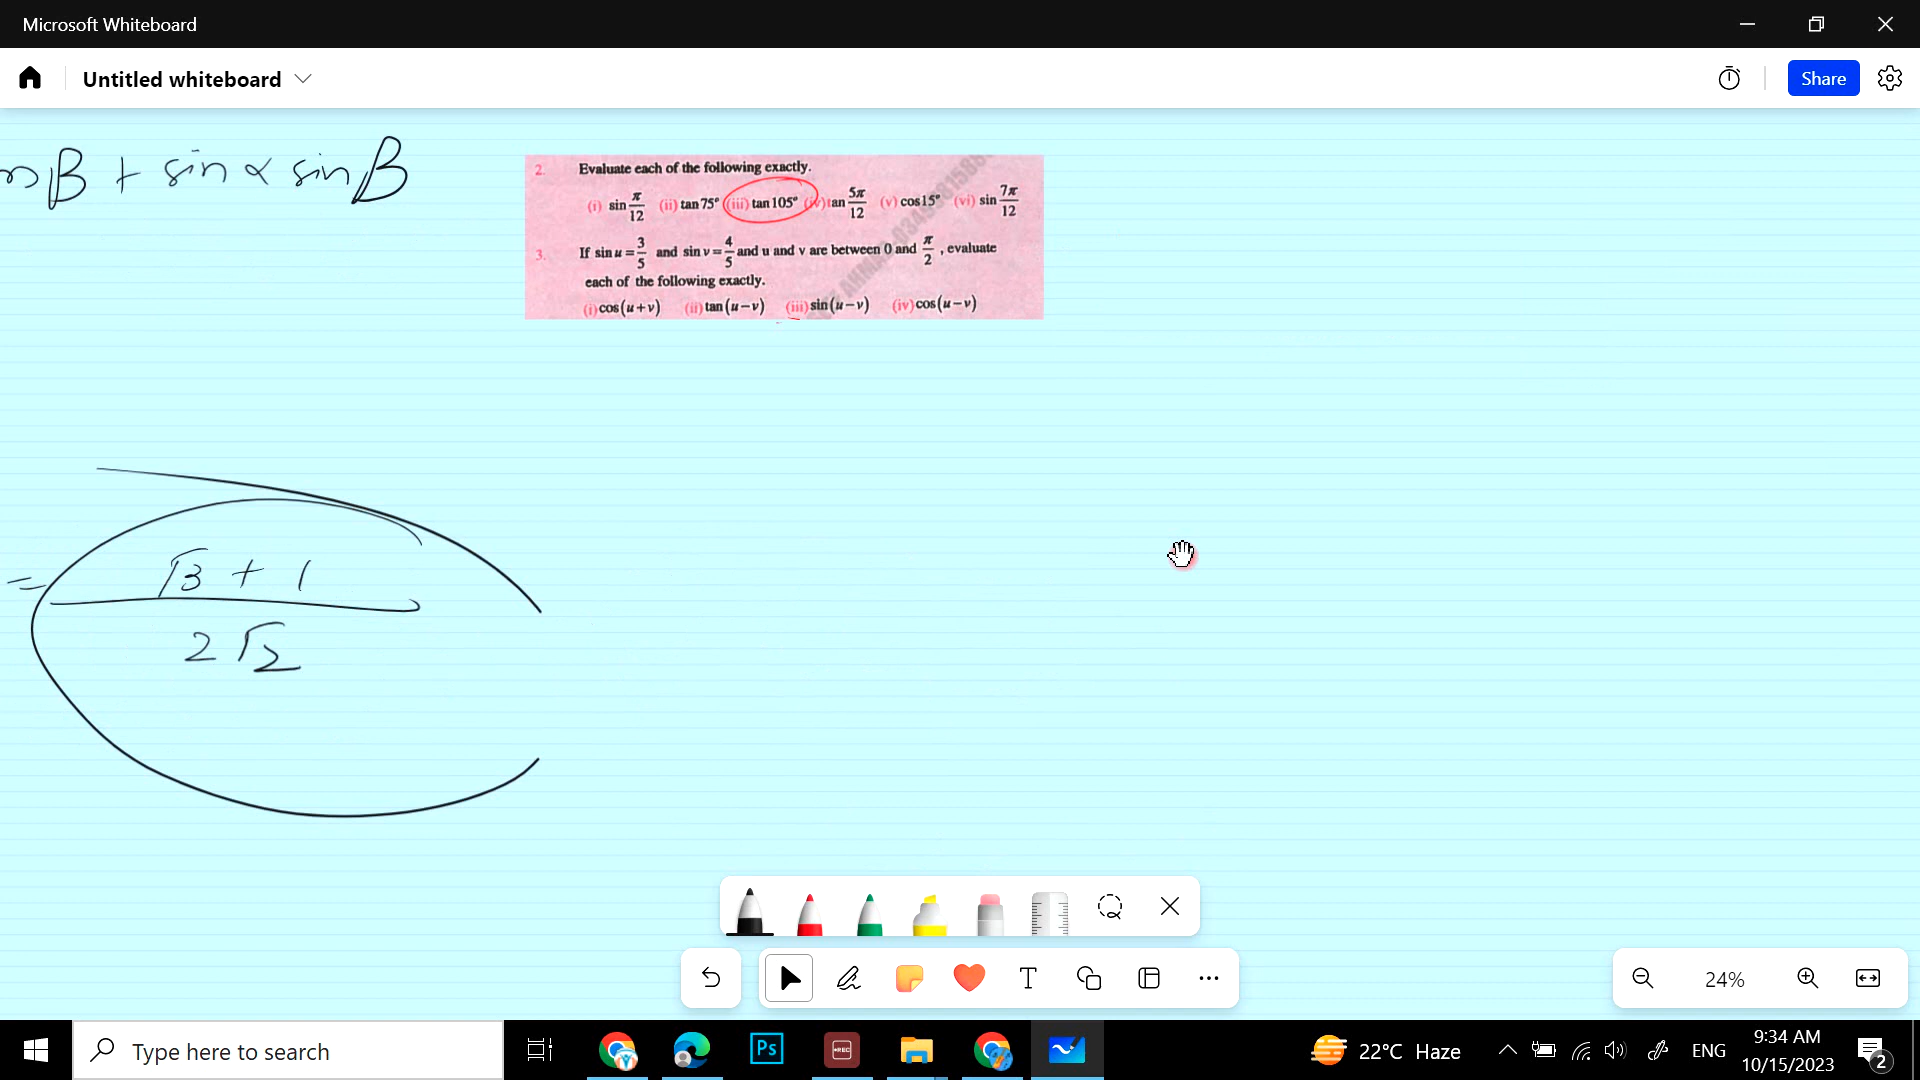 Microsoft Whiteboard
Untitled whiteboard
Share
β + sin α sin β
2. Evaluate each of the following exactly.
(i) sin π/12 (ii) tan 75° (iii) tan 105° (iv) tan 5π/12 (v) cos 15° (vi) sin 7π/12
3. If sin u = 3/5 and sin v = 4/5 and u and v are between 0 and π/2 , evaluate
each of the following exactly.
(i) cos(u+v) (ii) tan(u−v) (iii) sin(u−v) (iv) cos(u−v)
= √3 + 1
2√2
24%
Type here to search
Ps
REC
22°C Haze
ENG
9:34 AM
10/15/2023
2